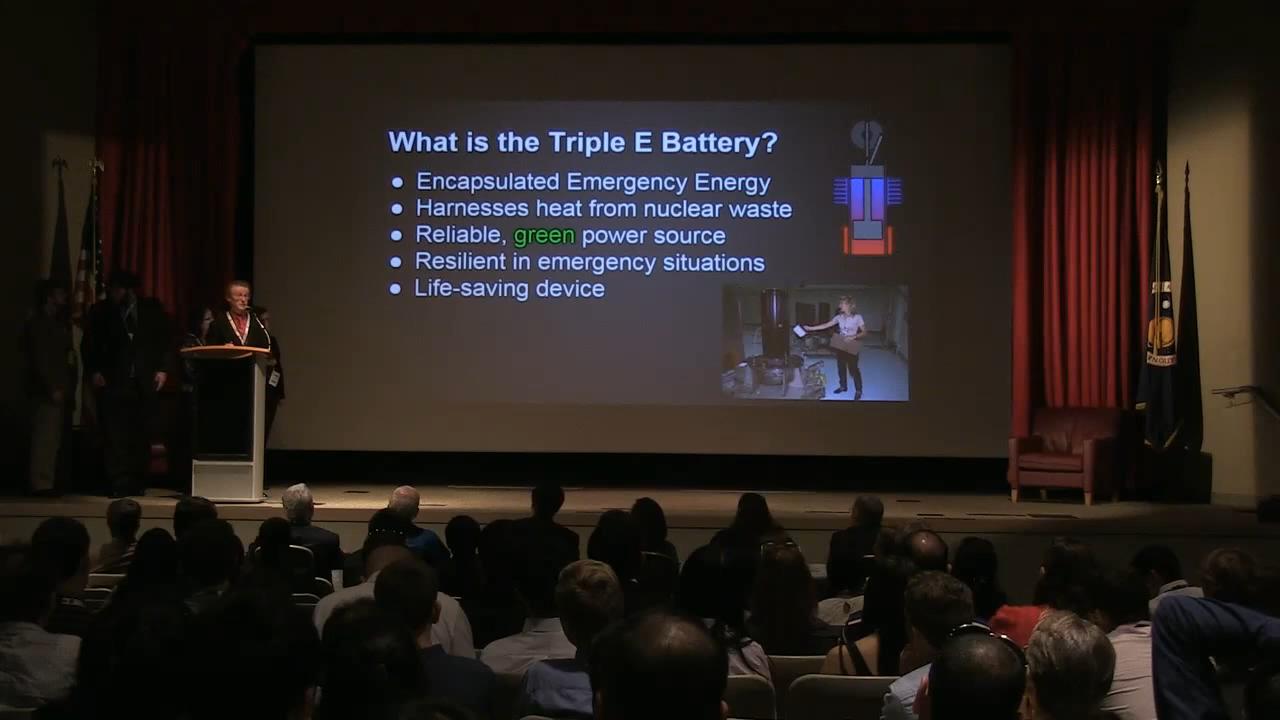 What is the Triple E Battery?
● Encapsulated Emergency Energy
● Harnesses heat from nuclear waste
● Reliable, green power source
● Resilient in emergency situations
● Life-saving device